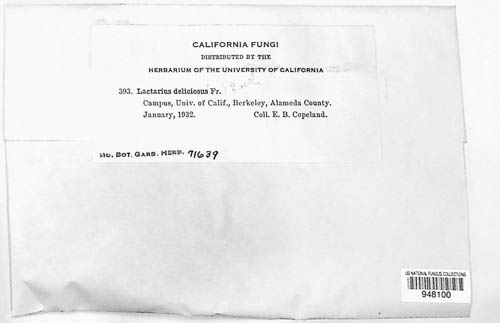 CALIFORNIA FUNGI
DISTRIBUTED BY THE
HERBARIUM OF THE UNIVERSITY OF CALIFORNIA
393. Lactarius deliciosus Fr.
Campus, Univ. of Calif., Berkeley, Alameda County.
January, 1932. Coll. E. B. Copeland.
Mo. Bot. Gard. Herb. 71639
US NATIONAL FUNGUS COLLECTIONS
948100